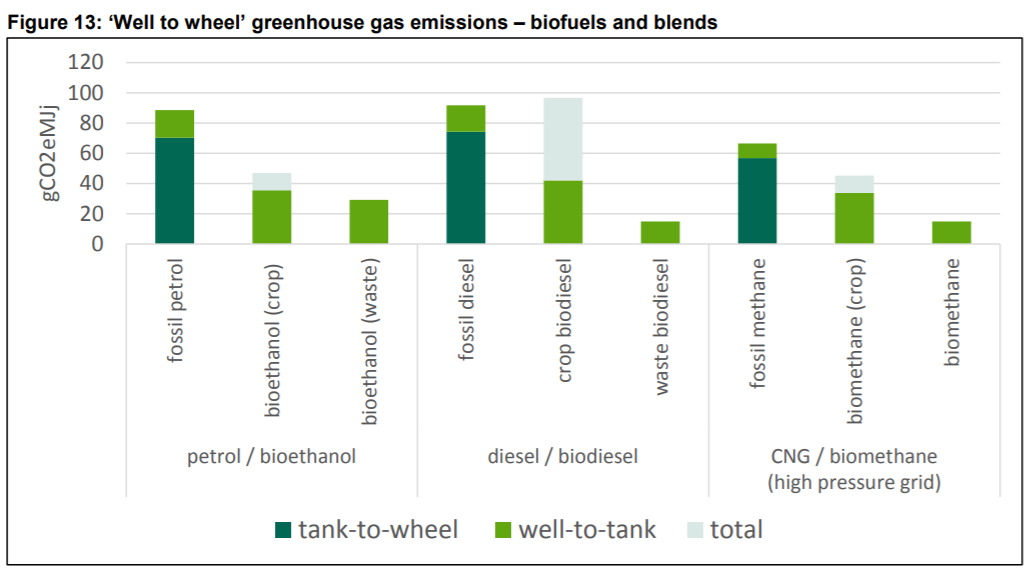 Figure 13: ‘Well to wheel’ greenhouse gas emissions – biofuels and blends
gCO2eMJj
120
100
80
60
40
20
0
fossil petrol
bioethanol (crop)
bioethanol (waste)
fossil diesel
crop biodiesel
waste biodiesel
fossil methane
biomethane (crop)
biomethane
petrol / bioethanol
diesel / biodiesel
CNG / biomethane
(high pressure grid)
tank-to-wheel
well-to-tank
total